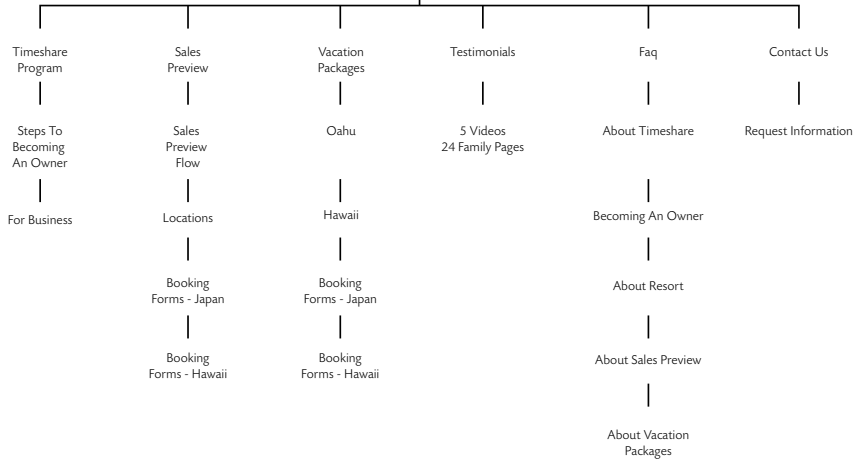 Timeshare
Program
Sales
Preview
Vacation
Packages
Testimonials
Faq
Contact Us
Steps To
Becoming
An Owner
Sales
Preview
Flow
Oahu
5 Videos
24 Family Pages
About Timeshare
Request Information
For Business
Locations
Hawaii
Becoming An Owner
Booking
Forms - Japan
Booking
Forms - Japan
About Resort
Booking
Forms - Hawaii
Booking
Forms - Hawaii
About Sales Preview
About Vacation
Packages